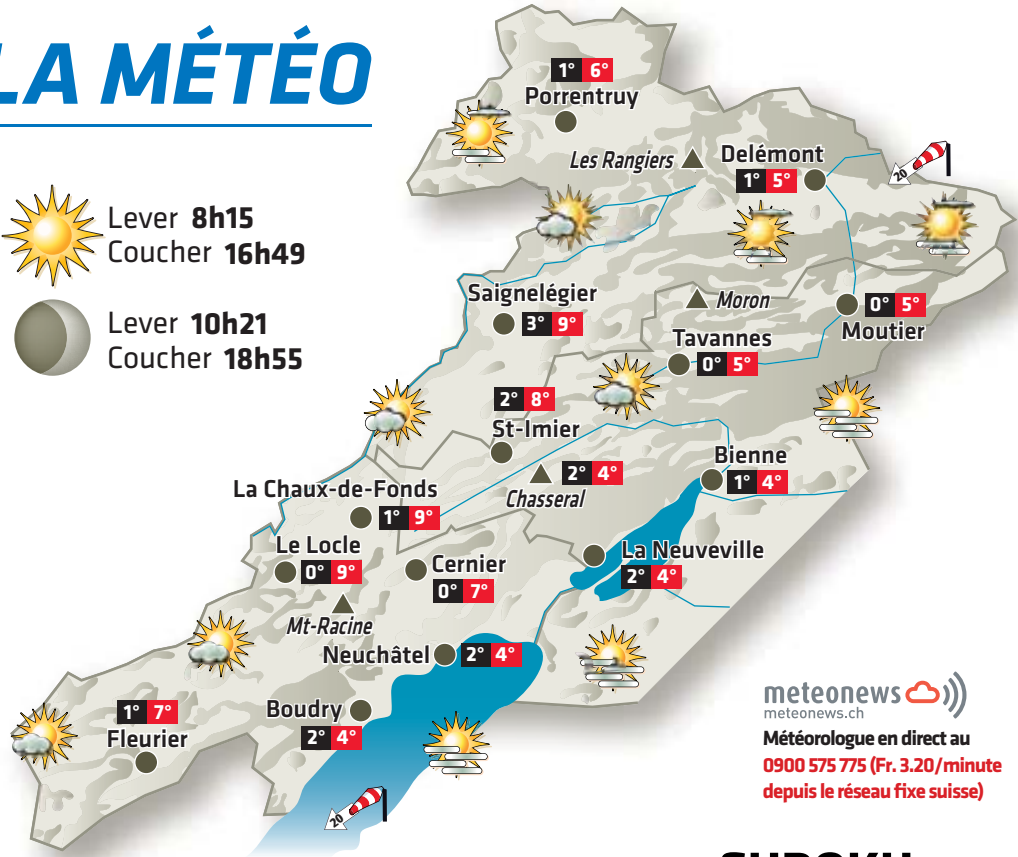 LA MÉTÉO
Lever 8h15
Coucher 16h49
Lever 10h21
Coucher 18h55
1° 6°
Porrentruy
Les Rangiers
Delémont
1° 5°
20
Saignelégier
3° 9°
Moron
0° 5°
Moutier
Tavannes
0° 5°
2° 8°
St-Imier
2° 4°
Chasseral
Bienne
1° 4°
La Chaux-de-Fonds
1° 9°
Le Locle
0° 9°
Cernier
0° 7°
La Neuveville
2° 4°
Mt-Racine
Neuchâtel 2° 4°
Boudry
2° 4°
1° 7°
Fleurier
20
meteonews
meteonews.ch
Météorologue en direct au
0900 575 775 (Fr. 3.20/minute
depuis le réseau fixe suisse)